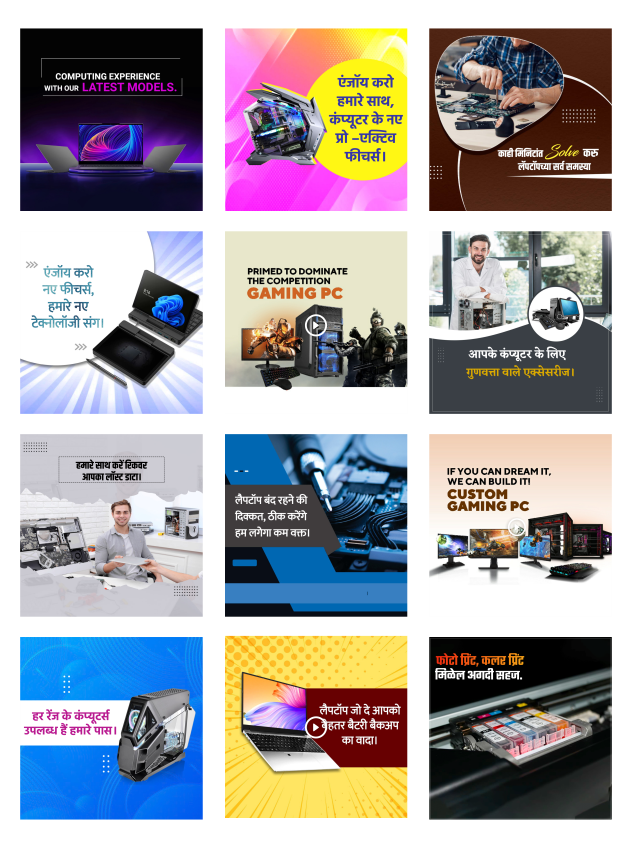 COMPUTING EXPERIENCE
WITH OUR LATEST MODELS.
एंजॉय करो
हमारे साथ,
कंप्यूटर के नए
प्रो –एक्टिव
फीचर्स।
काही मिनिटांत Solve करु
लॅपटॉपच्या सर्व समस्या
एंजॉय करो
नए फीचर्स,
हमारे नए
टेक्नोलॉजी संग।
PRIMED TO DOMINATE
THE COMPETITION
GAMING PC
आपके कंप्यूटर के लिए
गुणवत्ता वाले एक्सेसरीज।
हमारे साथ करें रिकवर
आपका लॉस्ट डाटा।
लैपटॉप बंद रहने की
दिक्कत, ठीक करेंगे
हम लगेगा कम वक्त।
IF YOU CAN DREAM IT,
WE CAN BUILD IT!
CUSTOM
GAMING PC
हर रेंज के कंप्यूटर्स
उपलब्ध हैं हमारे पास।
लैपटॉप जो दे आपको
बेहतर बैटरी बैकअप
का वादा।
फोटो प्रिंट, कलर प्रिंट
मिळेल अगदी सहज.